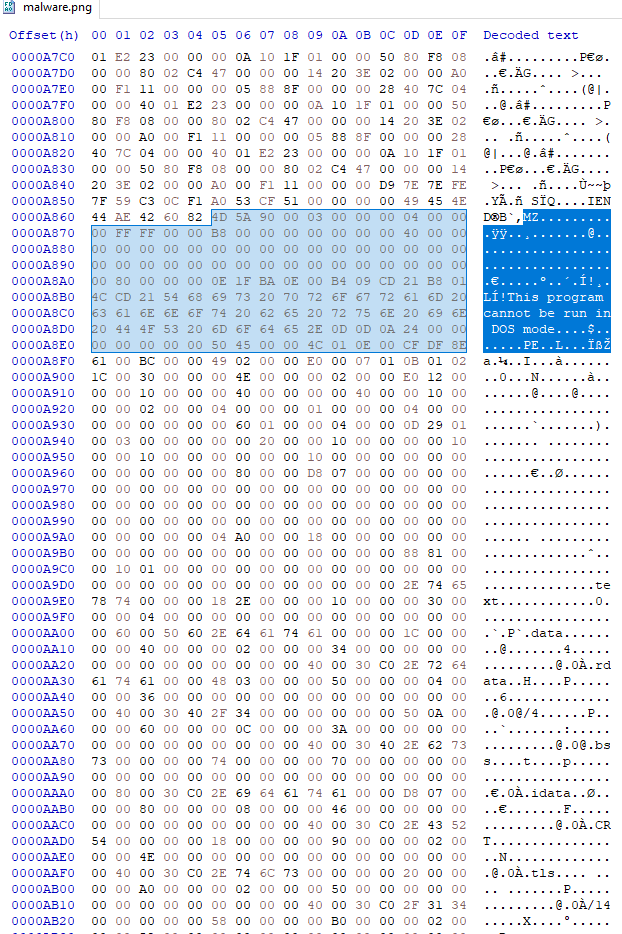 malware.png
Offset(h) 00 01 02 03 04 05 06 07 08 09 0A 0B 0C 0D 0E 0F Decoded text
0000A7C0 01 E2 23 00 00 00 0A 10 1F 01 00 00 50 80 F8 08 .â#.........P€ø.
0000A7D0 00 00 80 02 C4 47 00 00 00 14 20 3E 02 00 00 A0 ..€.ÄG.... >... 
0000A7E0 00 F1 11 00 00 00 05 88 8F 00 00 00 28 40 7C 04 .ñ.....ˆ....(@|.
0000A7F0 00 00 40 01 E2 23 00 00 00 0A 10 1F 01 00 00 50 ..@.â#.........P
0000A800 80 F8 08 00 00 80 02 C4 47 00 00 00 14 20 3E 02 €ø...€.ÄG.... >.
0000A810 00 00 A0 00 F1 11 00 00 00 05 88 8F 00 00 00 28 .. .ñ.....ˆ....(
0000A820 40 7C 04 00 00 40 01 E2 23 00 00 00 0A 10 1F 01 @|...@.â#.......
0000A830 00 00 50 80 F8 08 00 00 80 02 C4 47 00 00 00 14 ..P€ø...€.ÄG....
0000A840 20 3E 02 00 00 A0 00 F1 11 00 00 00 D9 7E 7E FE  >... .ñ....Ù~~þ
0000A850 7F 59 C3 0C F1 A0 53 CF 51 00 00 00 00 49 45 4E .YÃ.ñ SÏQ....IEN
0000A860 44 AE 42 60 82 4D 5A 90 00 03 00 00 00 04 00 00 D®B`‚MZ.........
0000A870 00 FF FF 00 00 B8 00 00 00 00 00 00 00 40 00 00 .ÿÿ..¸.......@..
0000A880 00 00 00 00 00 00 00 00 00 00 00 00 00 00 00 00 ................
0000A890 00 00 00 00 00 00 00 00 00 00 00 00 00 00 00 00 ................
0000A8A0 00 80 00 00 00 0E 1F BA 0E 00 B4 09 CD 21 B8 01 .€.....º..´.Í!¸.
0000A8B0 4C CD 21 54 68 69 73 20 70 72 6F 67 72 61 6D 20 LÍ!This program 
0000A8C0 63 61 6E 6E 6F 74 20 62 65 20 72 75 6E 20 69 6E cannot be run in
0000A8D0 20 44 4F 53 20 6D 6F 64 65 2E 0D 0D 0A 24 00 00  DOS mode....$..
0000A8E0 00 00 00 00 00 50 45 00 00 4C 01 0E 00 CF DF 8E .....PE..L...ÏßŽ
0000A8F0 61 00 BC 00 00 49 02 00 00 E0 00 07 01 0B 01 02 a.¼..I...à......
0000A900 1C 00 30 00 00 00 4E 00 00 00 02 00 00 E0 12 00 ..0...N......à..
0000A910 00 00 10 00 00 00 40 00 00 00 00 40 00 00 10 00 ......@....@....
0000A920 00 00 02 00 00 04 00 00 00 01 00 00 00 04 00 00 ................
0000A930 00 00 00 00 00 00 60 01 00 00 04 00 00 0D 29 01 ......`.......).
0000A940 00 03 00 00 00 00 00 20 00 00 10 00 00 00 00 10 ....... ........
0000A950 00 00 10 00 00 00 00 00 00 10 00 00 00 00 00 00 ................
0000A960 00 00 00 00 00 00 80 00 00 D8 07 00 00 00 00 00 ......€..Ø......
0000A970 00 00 00 00 00 00 00 00 00 00 00 00 00 00 00 00 ................
0000A980 00 00 00 00 00 00 00 00 00 00 00 00 00 00 00 00 ................
0000A990 00 00 00 00 00 00 00 00 00 00 00 00 00 00 00 00 ................
0000A9A0 00 00 00 00 00 04 A0 00 00 18 00 00 00 00 00 00 ...... .........
0000A9B0 00 00 00 00 00 00 00 00 00 00 00 00 00 88 81 00 .............ˆ..
0000A9C0 00 10 01 00 00 00 00 00 00 00 00 00 00 00 00 00 ................
0000A9D0 00 00 00 00 00 00 00 00 00 00 00 00 00 2E 74 65 ..............te
0000A9E0 78 74 00 00 00 18 2E 00 00 00 10 00 00 00 30 00 xt............0.
0000A9F0 00 00 04 00 00 00 00 00 00 00 00 00 00 00 00 00 ................
0000AA00 00 60 00 50 60 2E 64 61 74 61 00 00 00 1C 00 00 .`.P`.data......
0000AA10 00 00 40 00 00 00 02 00 00 00 34 00 00 00 00 00 ..@.......4.....
0000AA20 00 00 00 00 00 00 00 00 00 40 00 30 C0 2E 72 64 .........@.0À.rd
0000AA30 61 74 61 00 00 48 03 00 00 00 50 00 00 00 04 00 ata..H....P.....
0000AA40 00 00 36 00 00 00 00 00 00 00 00 00 00 00 00 00 ..6.............
0000AA50 00 40 00 30 40 2F 34 00 00 00 00 00 00 50 0A 00 .@.0@/4......P..
0000AA60 00 00 60 00 00 00 0C 00 00 00 3A 00 00 00 00 00 ..`.......:.....
0000AA70 00 00 00 00 00 00 00 00 00 40 00 30 40 2E 62 73 .........@.0@.bs
0000AA80 73 00 00 00 00 74 00 00 00 00 70 00 00 00 00 00 s....t....p.....
0000AA90 00 00 00 00 00 00 00 00 00 00 00 00 00 00 00 00 ................
0000AAA0 00 80 00 30 C0 2E 69 64 61 74 61 00 00 D8 07 00 .€.0À.idata..Ø..
0000AAB0 00 00 80 00 00 00 08 00 00 00 46 00 00 00 00 00 ..€.......F.....
0000AAC0 00 00 00 00 00 00 00 00 00 40 00 30 C0 2E 43 52 .........@.0À.CR
0000AAD0 54 00 00 00 00 18 00 00 00 00 90 00 00 00 02 00 T...............
0000AAE0 00 00 4E 00 00 00 00 00 00 00 00 00 00 00 00 00 ..N.............
0000AAF0 00 40 00 30 C0 2E 74 6C 73 00 00 00 00 20 00 00 .@.0À.tls.... ..
0000AB00 00 00 A0 00 00 00 02 00 00 00 50 00 00 00 00 00 .. .......P.....
0000AB10 00 00 00 00 00 00 00 00 00 40 00 30 C0 2F 31 34 .........@.0À/14
0000AB20 00 00 00 00 00 58 00 00 00 00 B0 00 00 00 02 00 .....X....°.....